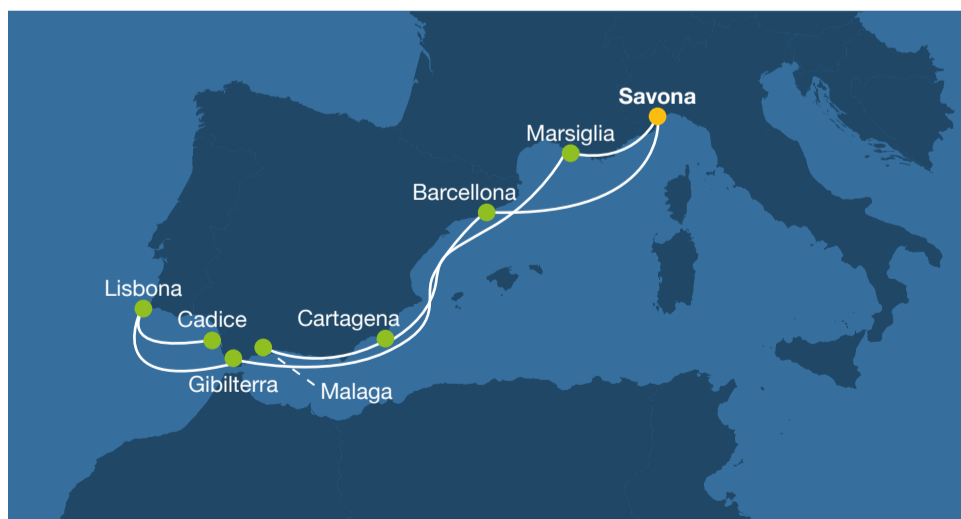 Savona
Marsiglia
Barcellona
Lisbona
Cadice
Cartagena
Gibilterra
Malaga